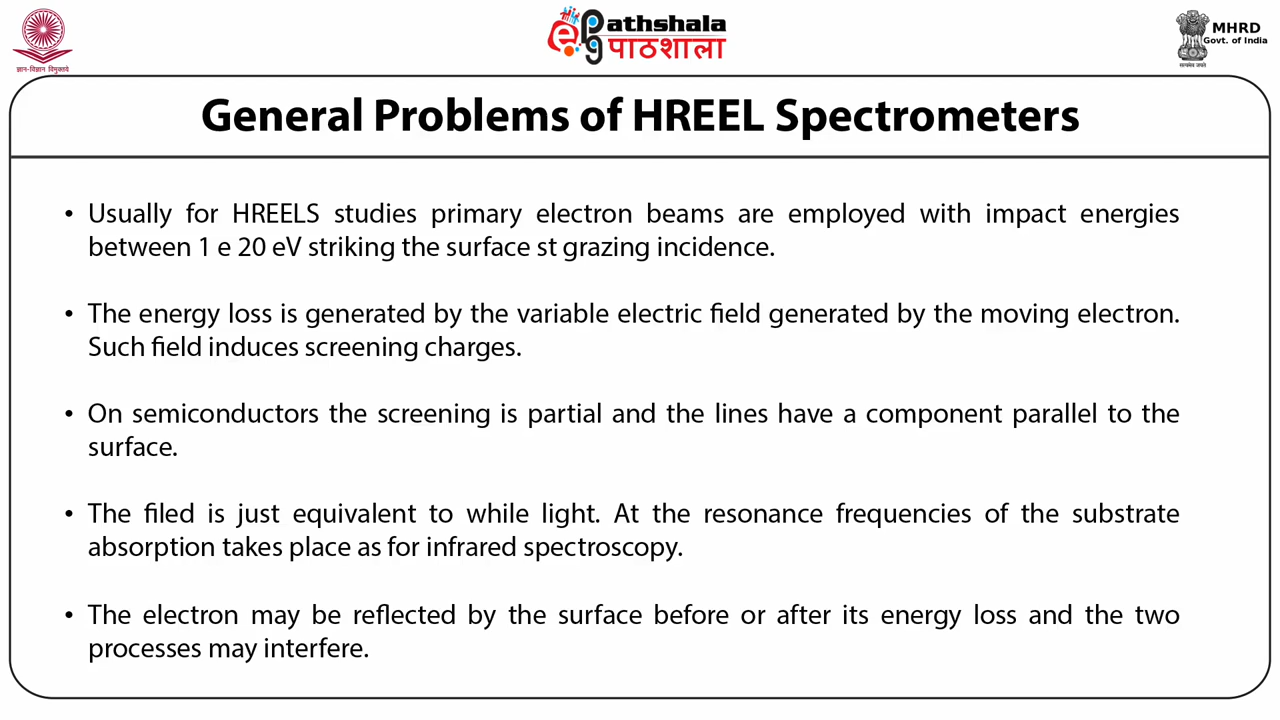 ज्ञान-विज्ञान विमुक्तये
epgathshala
पाठशाला
MHRD
Govt. of India
सत्यमेव जयते
General Problems of HREEL Spectrometers
• Usually for HREELS studies primary electron beams are employed with impact energies
between 1 e 20 eV striking the surface st grazing incidence.
• The energy loss is generated by the variable electric field generated by the moving electron.
Such field induces screening charges.
• On semiconductors the screening is partial and the lines have a component parallel to the
surface.
• The filed is just equivalent to while light. At the resonance frequencies of the substrate
absorption takes place as for infrared spectroscopy.
• The electron may be reflected by the surface before or after its energy loss and the two
processes may interfere.